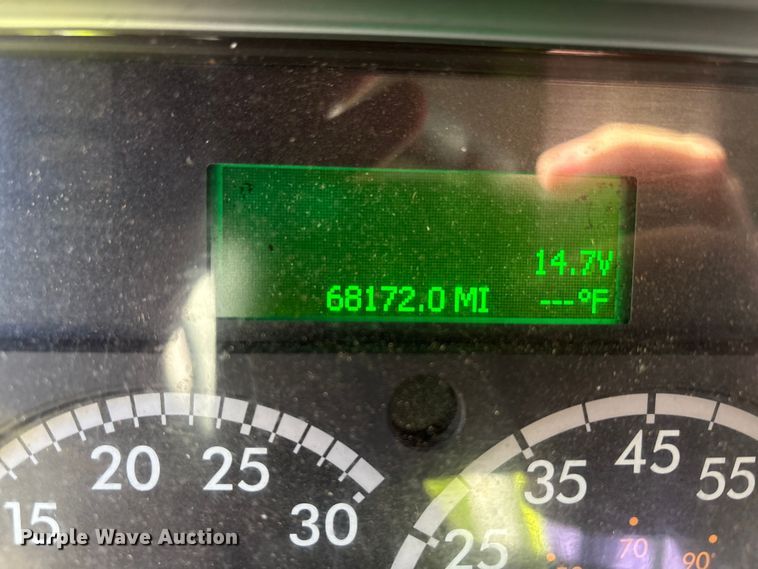 14.7V
68172.0 MI ---°F
15 20 25 30
25 35 45 55
70 90
Purple Wave Auction